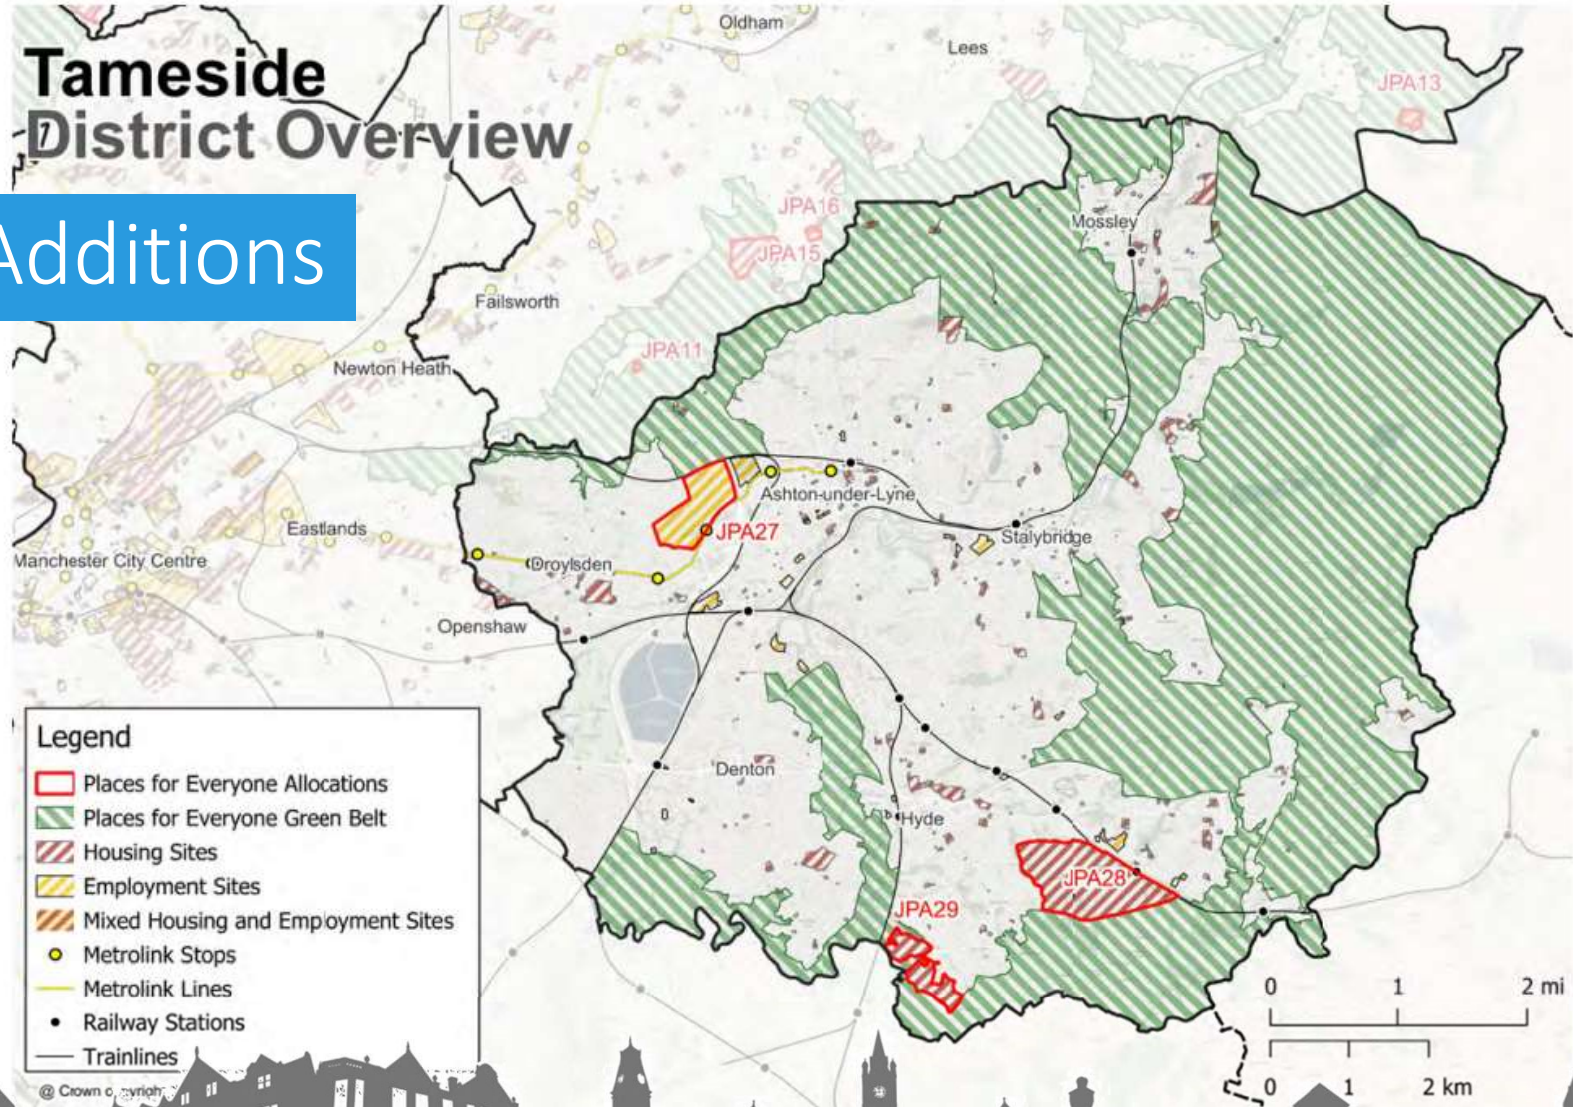 Tameside
District Overview
Additions
Oldham
Lees
JPA13
JPA16
JPA15
Mossley
Failsworth
JPA11
Newton Heath
Ashton-under-Lyne
JPA27
Eastlands
Stalybridge
Manchester City Centre
Droylsden
Openshaw
Denton
Hyde
JPA28
JPA29
Legend
Places for Everyone Allocations
Places for Everyone Green Belt
Housing Sites
Employment Sites
Mixed Housing and Employment Sites
Metrolink Stops
Metrolink Lines
Railway Stations
Trainlines
0 1 2 mi
0 1 2 km
@ Crown copyright